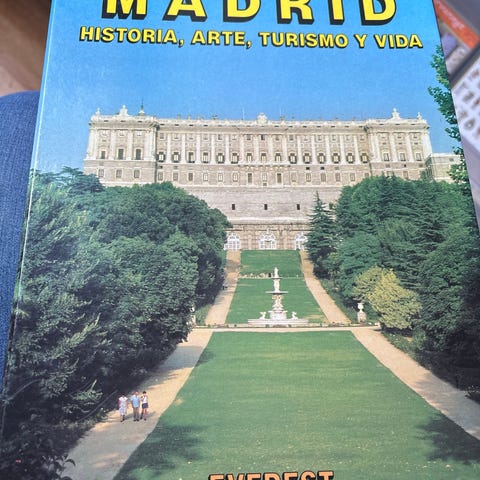 MADRID
HISTORIA, ARTE, TURISMO Y VIDA
EVEREST